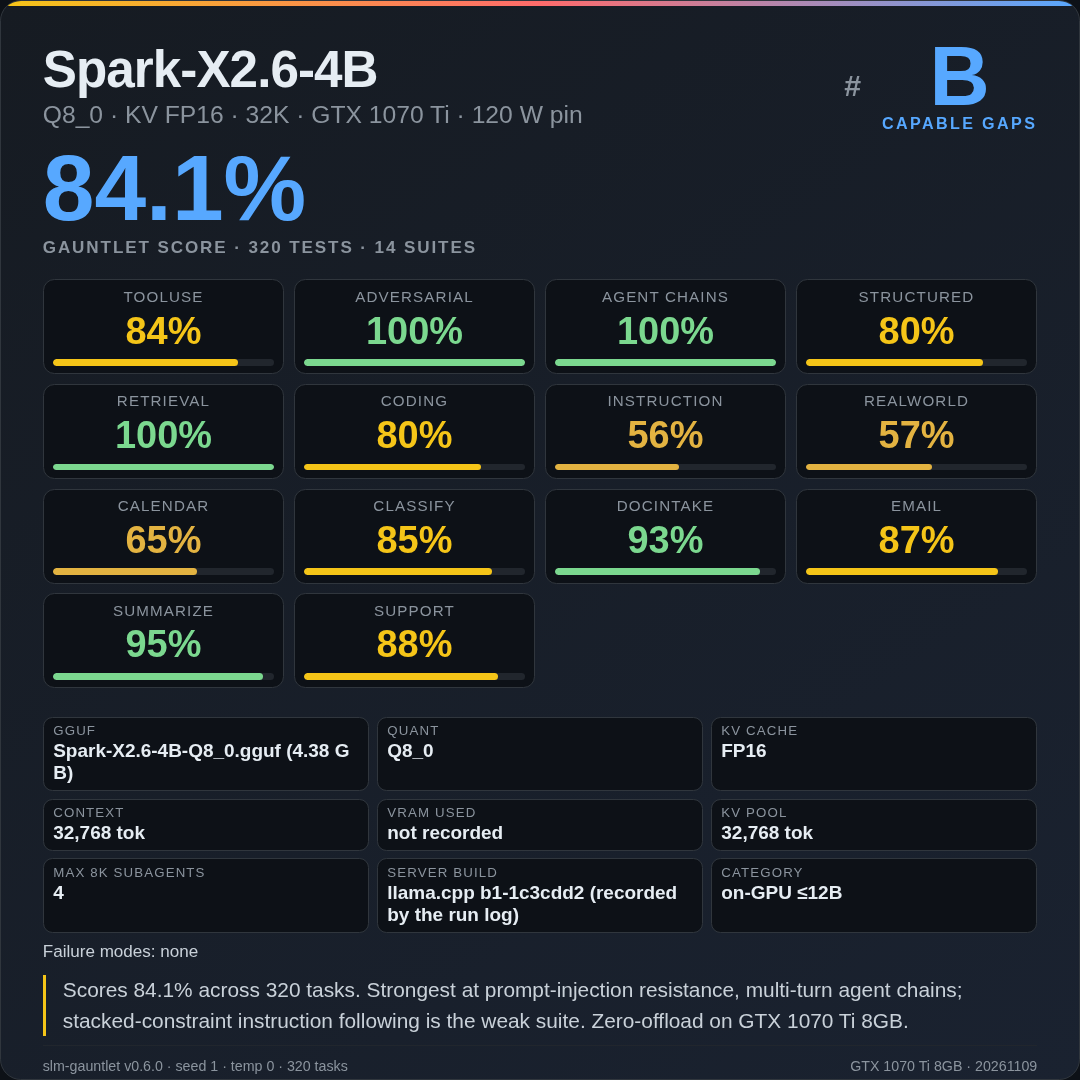 Spark-X2.6-4B
Q8_0 · KV FP16 · 32K · GTX 1070 Ti · 120 W pin
#
B
CAPABLE GAPS
84.1%
GAUNTLET SCORE · 320 TESTS · 14 SUITES
TOOLUSE
84%
ADVERSARIAL
100%
AGENT CHAINS
100%
STRUCTURED
80%
RETRIEVAL
100%
CODING
80%
INSTRUCTION
56%
REALWORLD
57%
CALENDAR
65%
CLASSIFY
85%
DOCINTAKE
93%
EMAIL
87%
SUMMARIZE
95%
SUPPORT
88%
GGUF
Spark-X2.6-4B-Q8_0.gguf (4.38 G
B)
QUANT
Q8_0
KV CACHE
FP16
CONTEXT
32,768 tok
VRAM USED
not recorded
KV POOL
32,768 tok
MAX 8K SUBAGENTS
4
SERVER BUILD
llama.cpp b1-1c3cdd2 (recorded
by the run log)
CATEGORY
on-GPU ≤12B
Failure modes: none
Scores 84.1% across 320 tasks. Strongest at prompt-injection resistance, multi-turn agent chains;
stacked-constraint instruction following is the weak suite. Zero-offload on GTX 1070 Ti 8GB.
slm-gauntlet v0.6.0 · seed 1 · temp 0 · 320 tasks
GTX 1070 Ti 8GB · 20261109